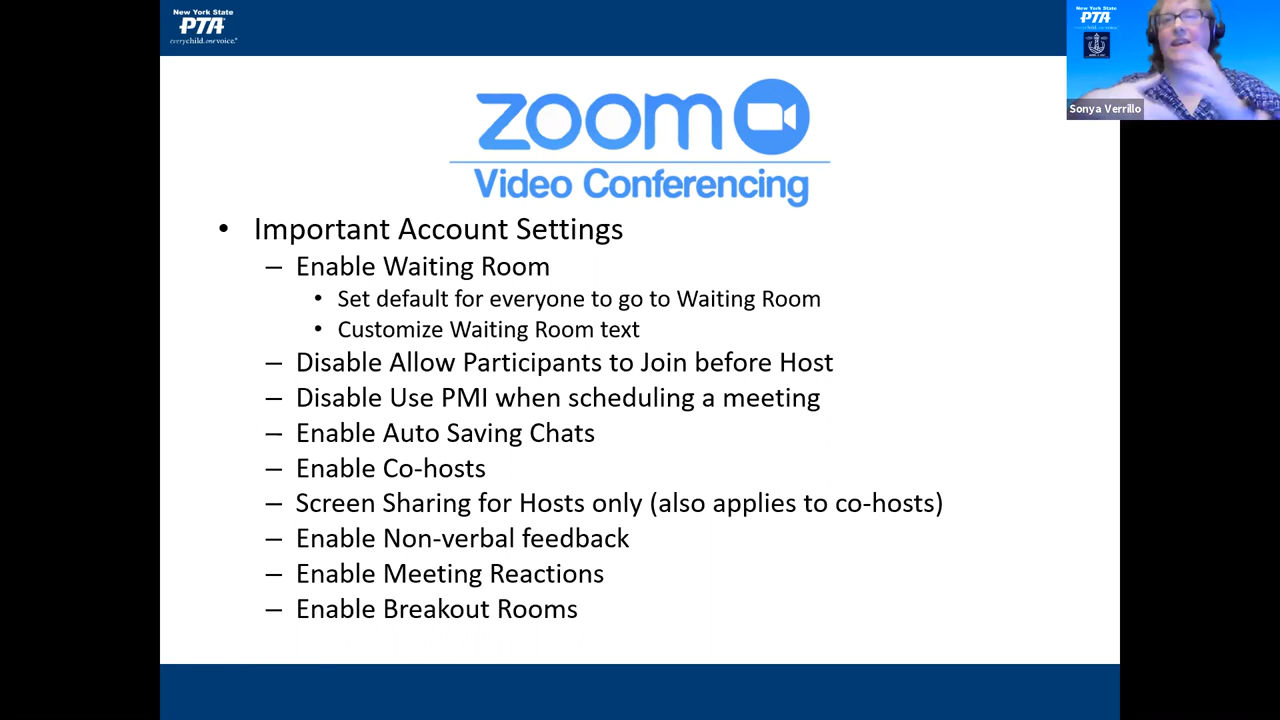 New York State
PTA
everychild.onevoice.®
New York State
PTA
everychild.onevoice.
Sonya Verrillo
zoom
Video Conferencing
• Important Account Settings
– Enable Waiting Room
• Set default for everyone to go to Waiting Room
• Customize Waiting Room text
– Disable Allow Participants to Join before Host
– Disable Use PMI when scheduling a meeting
– Enable Auto Saving Chats
– Enable Co-hosts
– Screen Sharing for Hosts only (also applies to co-hosts)
– Enable Non-verbal feedback
– Enable Meeting Reactions
– Enable Breakout Rooms